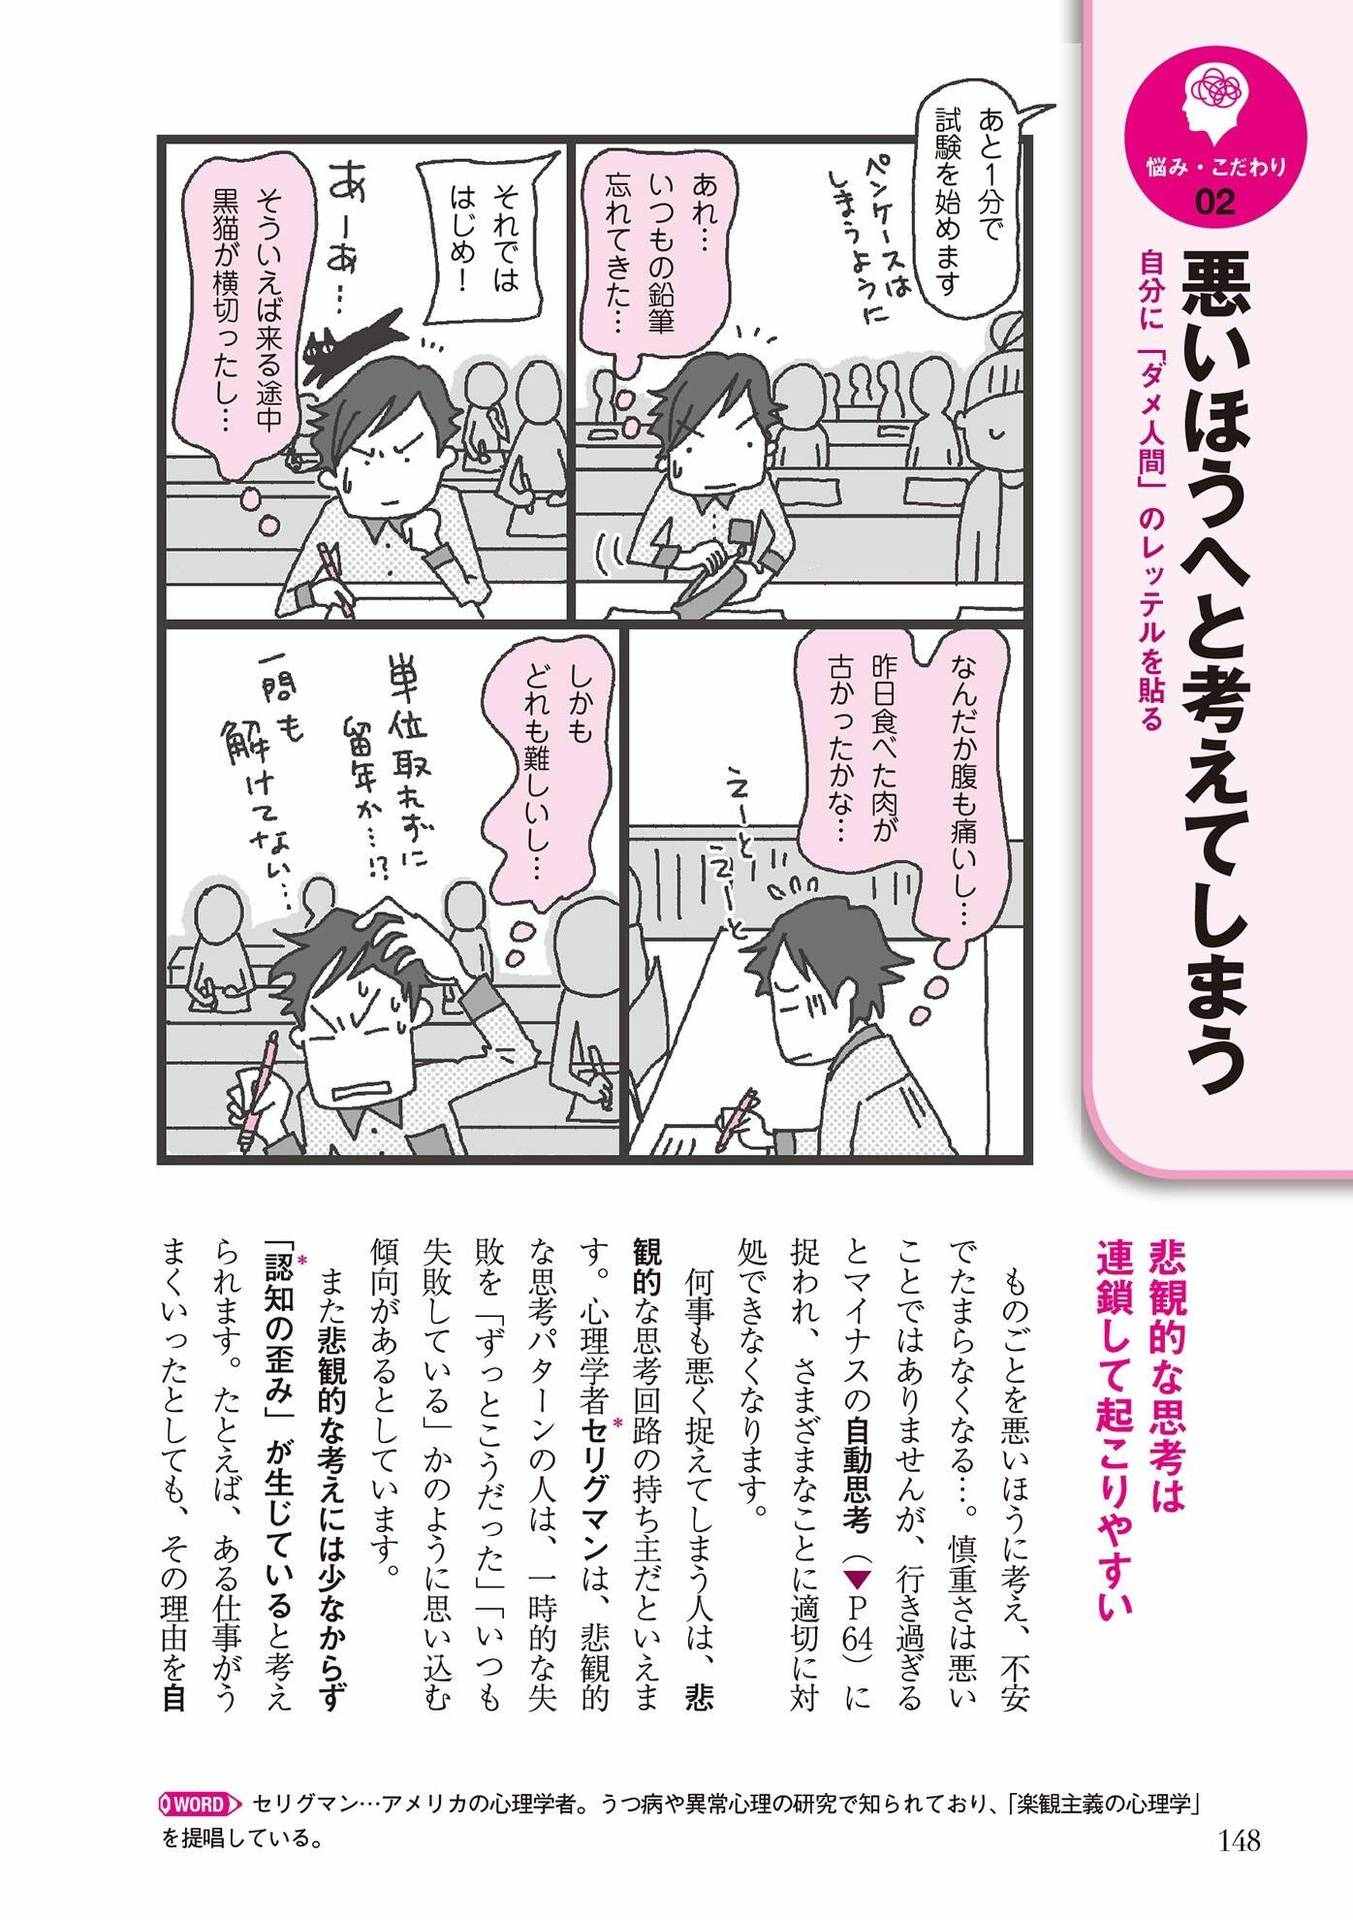 悩み・こだわり
02
悪いほうへと考えてしまう
自分に「ダメ人間」のレッテルを貼る
あと1分で
試験を始めます
ペンケースは
しまうように
あれ…
いつもの鉛筆
忘れてきた…
それでは
はじめ！
あーあ…
そういえば来る途中
黒猫が横切ったし…
なんだか腹も痛いし…
昨日食べた肉が
古かったかな…
えーと
えーと
しかも
どれも難しいし…
単位取れずに
留年か…!?
一問も
解けてない…
悲観的な思考は
連鎖して起こりやすい
ものごとを悪いほうに考え、不安
でたまらなくなる…。慎重さは悪い
ことではありませんが、行き過ぎる
とマイナスの自動思考（▼P64）に
捉われ、さまざまなことに適切に対
処できなくなります。
何事も悪く捉えてしまう人は、悲
観的な思考回路の持ち主だといえま
す。心理学者セリグマン*は、悲観的
な思考パターンの人は、一時的な失
敗を「ずっとこうだった」「いつも
失敗している」かのように思い込む
傾向があるとしています。
また悲観的な考えには少なからず
「認知の歪み*」が生じていると考え
られます。たとえば、ある仕事がう
まくいったとしても、その理由を自
WORD セリグマン…アメリカの心理学者。うつ病や異常心理の研究で知られており、「楽観主義の心理学」
を提唱している。
148